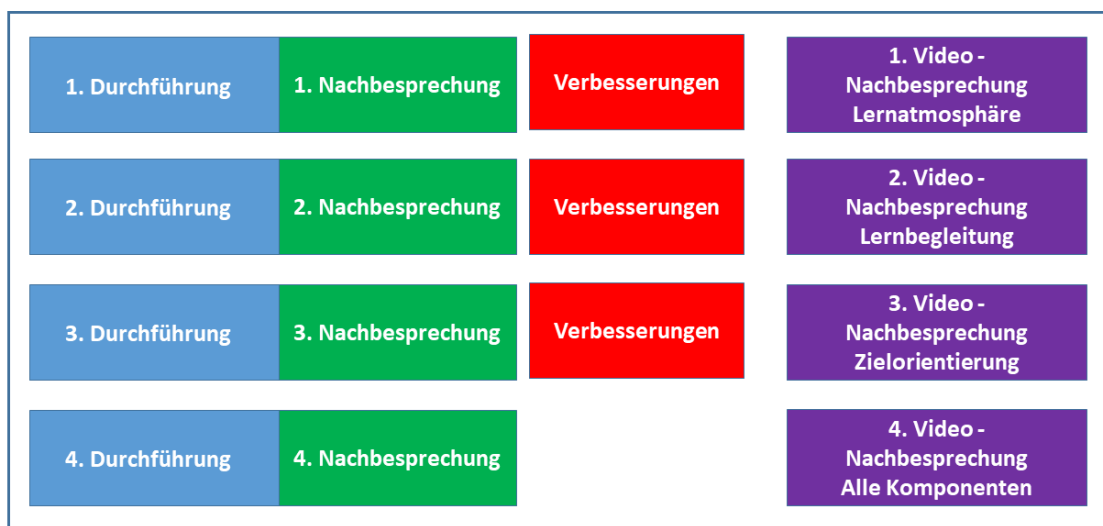 1. Durchführung
1. Nachbesprechung
Verbesserungen
1. Video -
Nachbesprechung
Lernatmosphäre
2. Durchführung
2. Nachbesprechung
Verbesserungen
2. Video -
Nachbesprechung
Lernbegleitung
3. Durchführung
3. Nachbesprechung
Verbesserungen
3. Video -
Nachbesprechung
Zielorientierung
4. Durchführung
4. Nachbesprechung
4. Video -
Nachbesprechung
Alle Komponenten